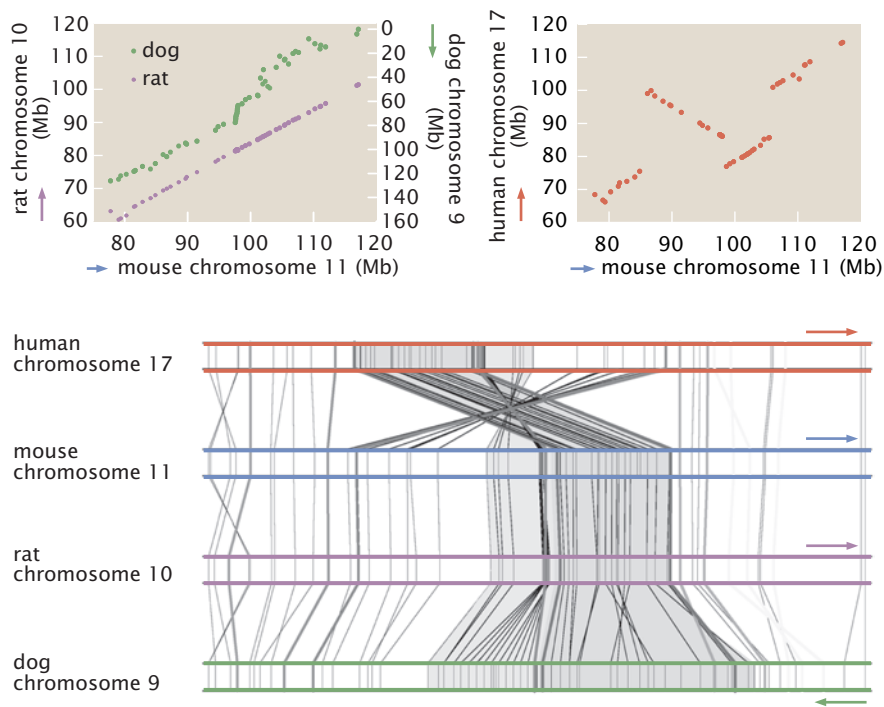 rat chromosome 10
(Mb)
120
110
100
90
80
70
60
dog
rat
0
20
40
60
80
100
120
140
160
dog chromosome 9
(Mb)
80
90
100
110
120
mouse chromosome 11 (Mb)
human chromosome 17
(Mb)
120
110
100
90
80
70
60
80
90
100
110
120
mouse chromosome 11 (Mb)
human
chromosome 17
mouse
chromosome 11
rat
chromosome 10
dog
chromosome 9